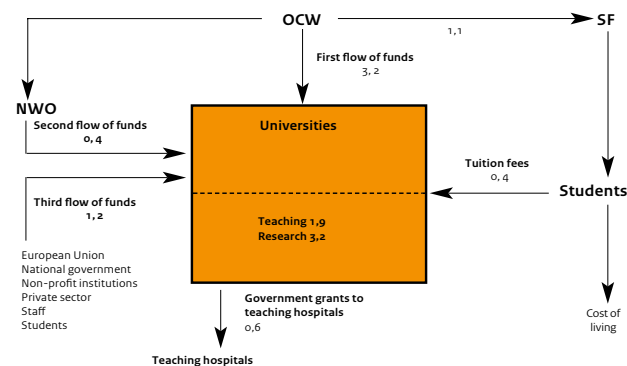 OCW
SF
1,1
First flow of funds
3, 2
NWO
Second flow of funds
0, 4
Universities
Tuition fees
0, 4
Students
Third flow of funds
1, 2
Teaching 1,9
Research 3,2
European Union
National government
Non-profit institutions
Private sector
Staff
Students
Government grants to
teaching hospitals
0,6
Cost of
living
Teaching hospitals